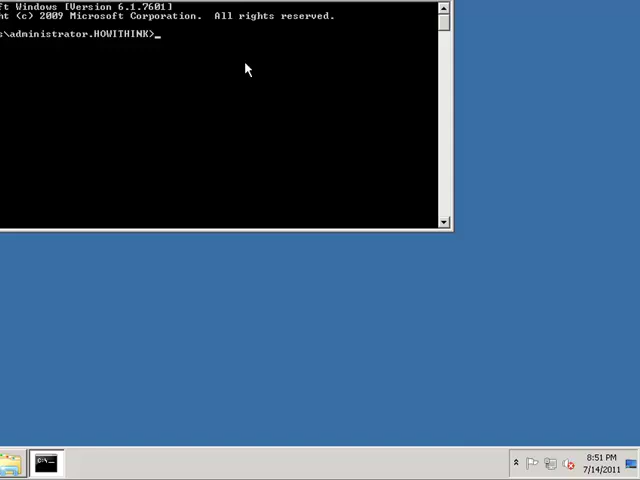 ft Windows [Version 6.1.7601]
ht (c) 2009 Microsoft Corporation.  All rights reserved.
s\administrator.HOWITHINK>_
C:\_
8:51 PM
7/14/2011